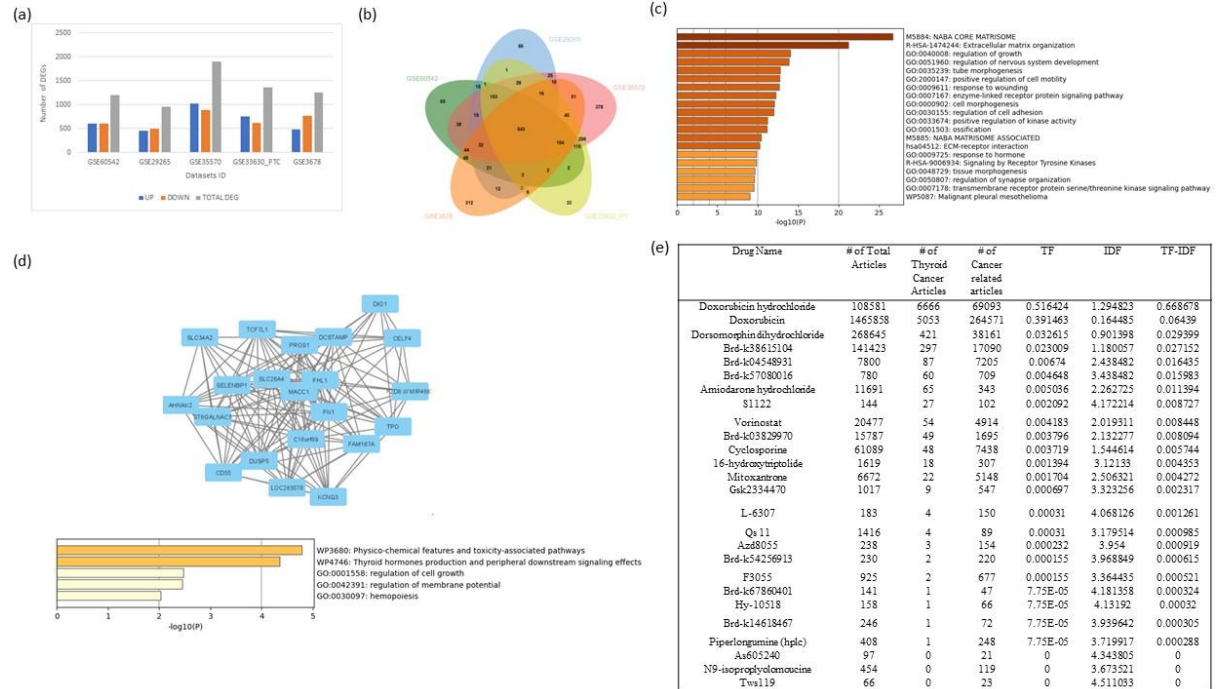 (a)
2500
2000
1500
1000
500
0
Number of DEGs
GSE60542 GSE29265 GSE35570 GSE33630_PTC GSE3678
Datasets ID
UP DOWN TOTAL DEG
(b)
GSE29265
GSE60542
GSE35570
GSE3678
(c)
M5884: NABA CORE MATRISOME
R-HSA-1474244: Extracellular matrix organization
GO:0040008: regulation of growth
GO:0051960: regulation of nervous system development
GO:0035239: tube morphogenesis
GO:2000147: positive regulation of cell motility
GO:0009611: response to wounding
GO:0007167: enzyme-linked receptor protein signaling pathway
GO:0000902: cell morphogenesis
GO:0030155: regulation of cell adhesion
GO:0033674: positive regulation of kinase activity
GO:0001503: ossification
M5885: NABA MATRISOME ASSOCIATED
hsa04512: ECM-receptor interaction
GO:0009725: response to hormone
R-HSA-9006934: Signaling by Receptor Tyrosine Kinases
GO:0048729: tissue morphogenesis
GO:0050807: regulation of synapse organization
GO:0007178: transmembrane receptor protein serine/threonine kinase signaling pathway
WP5087: Malignant pleural mesothelioma
0 5 10 15 20 25
-log10(P)
(d)
DIO1
TCF7L1
SLC34A2
DCSTAMP
CELF4
PROS1
SLC26A4
FHL1
SELENBP1
MACC1
AHNAK2
FN1
TPO
C16orf89
FAM167A
DUSP5
CD55
KCNQ3
WP3680: Physico-chemical features and toxicity-associated pathways
WP4746: Thyroid hormones production and peripheral downstream signaling effects
GO:0001558: regulation of cell growth
GO:0042391: regulation of membrane potential
GO:0030097: hemopoiesis
0 1 2 3 4 5
-log10(P)
(e)
Drug Name # of Total Articles # of Thyroid Cancer Articles # of Cancer related articles TF IDF TF-IDF
Doxorubicin hydrochloride 108581 6666 69093 0.516424 1.294823 0.668678
Doxorubicin 1465858 5053 264571 0.391463 0.164485 0.06439
Dorsomorphin dihydrochloride 268645 421 38161 0.032615 0.901398 0.029399
Brd-k38615104 141423 297 17090 0.023009 1.180057 0.027152
Brd-k04548931 7800 87 7205 0.00674 2.438482 0.016435
Brd-k57080016 780 60 709 0.004648 3.438482 0.015983
Amiodarone hydrochloride 11691 65 343 0.005036 2.262725 0.011394
S1122 144 27 102 0.002092 4.172214 0.008727
Vorinostat 20477 54 4914 0.004183 2.019311 0.008448
Brd-k03829970 15787 49 1695 0.003796 2.132277 0.008094
Cyclosporine 61089 48 7438 0.003719 1.544614 0.005744
16-hydroxytriptolide 1619 18 307 0.001394 3.12133 0.004353
Mitoxantrone 6672 22 5148 0.001704 2.506321 0.004272
Gsk2334470 1017 9 547 0.000697 3.323256 0.002317
L-6307 183 4 150 0.00031 4.068126 0.001261
Qs 11 1416 4 89 0.00031 3.179514 0.000985
Azd8055 238 3 154 0.000232 3.954 0.000919
Brd-k54256913 230 2 220 0.000155 3.968849 0.000615
F3055 925 2 677 0.000155 3.364435 0.000521
Brd-k67860401 141 1 47 7.75E-05 4.181358 0.000324
Hy-10518 158 1 66 7.75E-05 4.13192 0.00032
Brd-k14618467 246 1 72 7.75E-05 3.939642 0.000305
Piperlongumine (hplc) 408 1 248 7.75E-05 3.719917 0.000288
As605240 97 0 21 0 4.343805 0
N9-isopropylolomoucine 454 0 119 0 3.673521 0
Tws119 66 0 23 0 4.511033 0